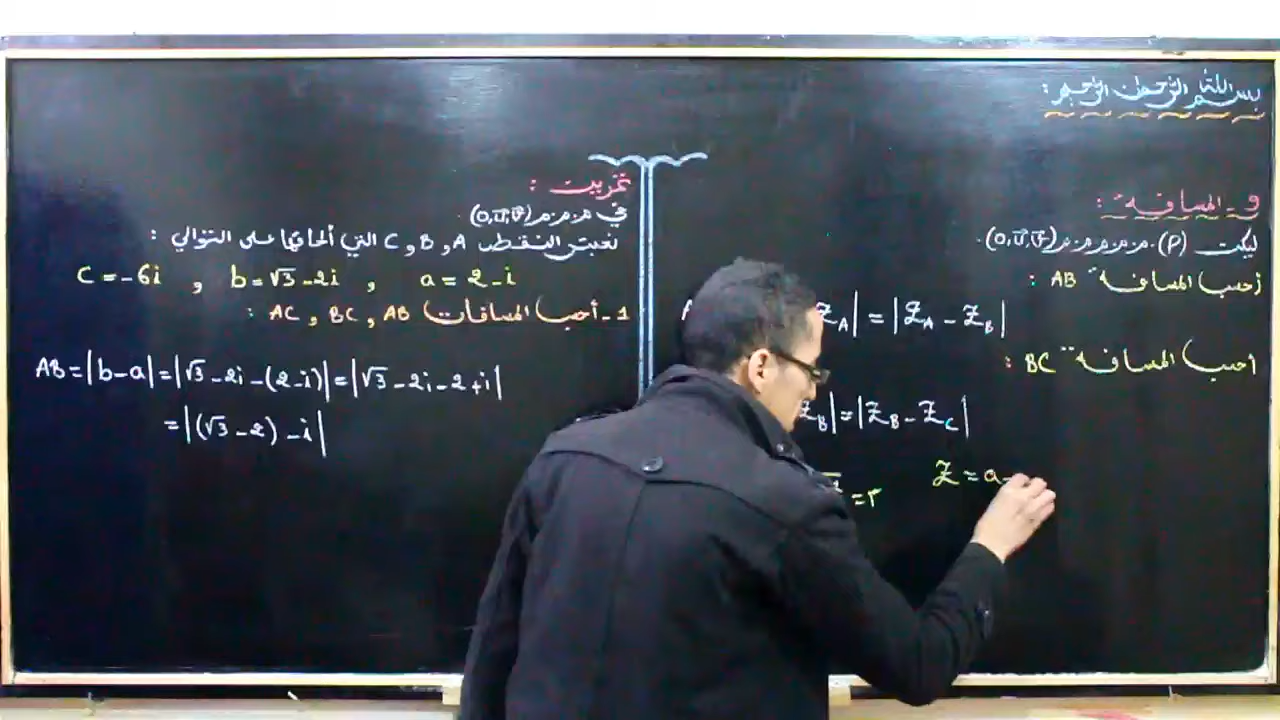 بسم الله الرحمن الرحيم :
و - المسافة :
ليكن (P) م.م.م.م.م (O,u⃗,v⃗).
أحسب المسافة AB :
Z_A| = |Z_A - Z_B|
أحسب المسافة BC :
Z_B| = |Z_B - Z_C|
= r
Z = a
تمرين :
في م.م.م (O,u⃗,v⃗).
نعتبر النقط A و B و C التي ألحاقها على التوالي :
a = 2 - i , b = √3 - 2i , c = -6i
1 - أحسب المسافات AB و BC و AC :
AB = |b - a| = |√3 - 2i - (2 - i)| = |√3 - 2i - 2 + i|
= |(√3 - 2) - i|